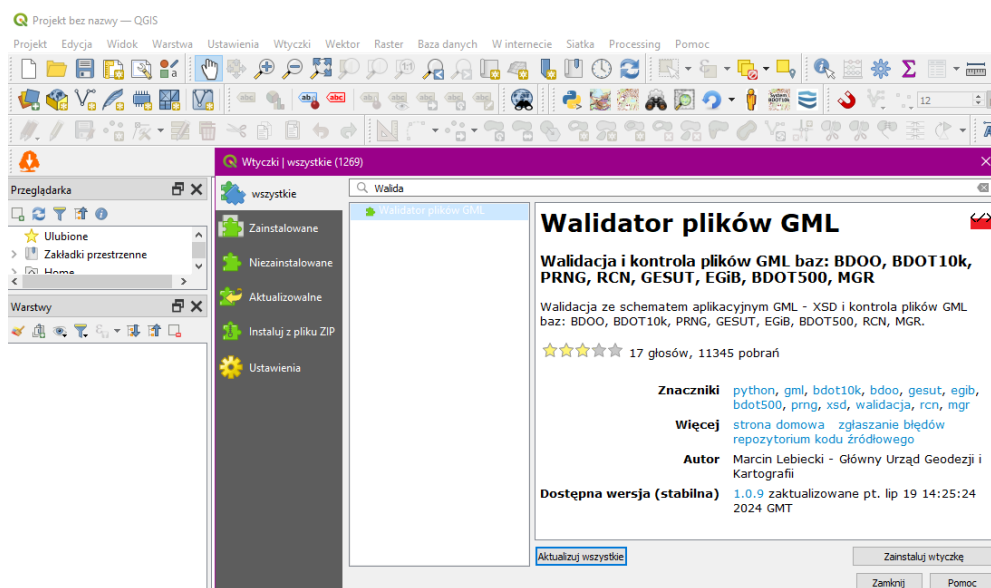 Projekt bez nazwy — QGIS
Projekt Edycja Widok Warstwa Ustawienia Wtyczki Wektor Raster Baza danych W internecie Siatka Processing Pomoc
12
Wtyczki | wszystkie (1269)
Przeglądarka
Ulubione
Zakładki przestrzenne
Home
Warstwy
wszystkie
Zainstalowane
Niezainstalowane
Aktualizowalne
Instaluj z pliku ZIP
Ustawienia
Walida
Walidator plików GML
Walidator plików GML
Walidacja i kontrola plików GML baz: BDOO, BDOT10k,
PRNG, RCN, GESUT, EGiB, BDOT500, MGR
Walidacja ze schematem aplikacyjnym GML - XSD i kontrola plików GML
baz: BDOO, BDOT10k, PRNG, GESUT, EGiB, BDOT500, RCN, MGR.
17 głosów, 11345 pobrań
Znaczniki python, gml, bdot10k, bdoo, gesut, egib,
bdot500, prng, xsd, walidacja, rcn, mgr
Więcej strona domowa zgłaszanie błędów
repozytorium kodu źródłowego
Autor Marcin Lebiecki - Główny Urząd Geodezji i
Kartografii
Dostępna wersja (stabilna) 1.0.9 zaktualizowane pt. lip 19 14:25:24
2024 GMT
Aktualizuj wszystkie
Zainstaluj wtyczkę
Zamknij
Pomoc